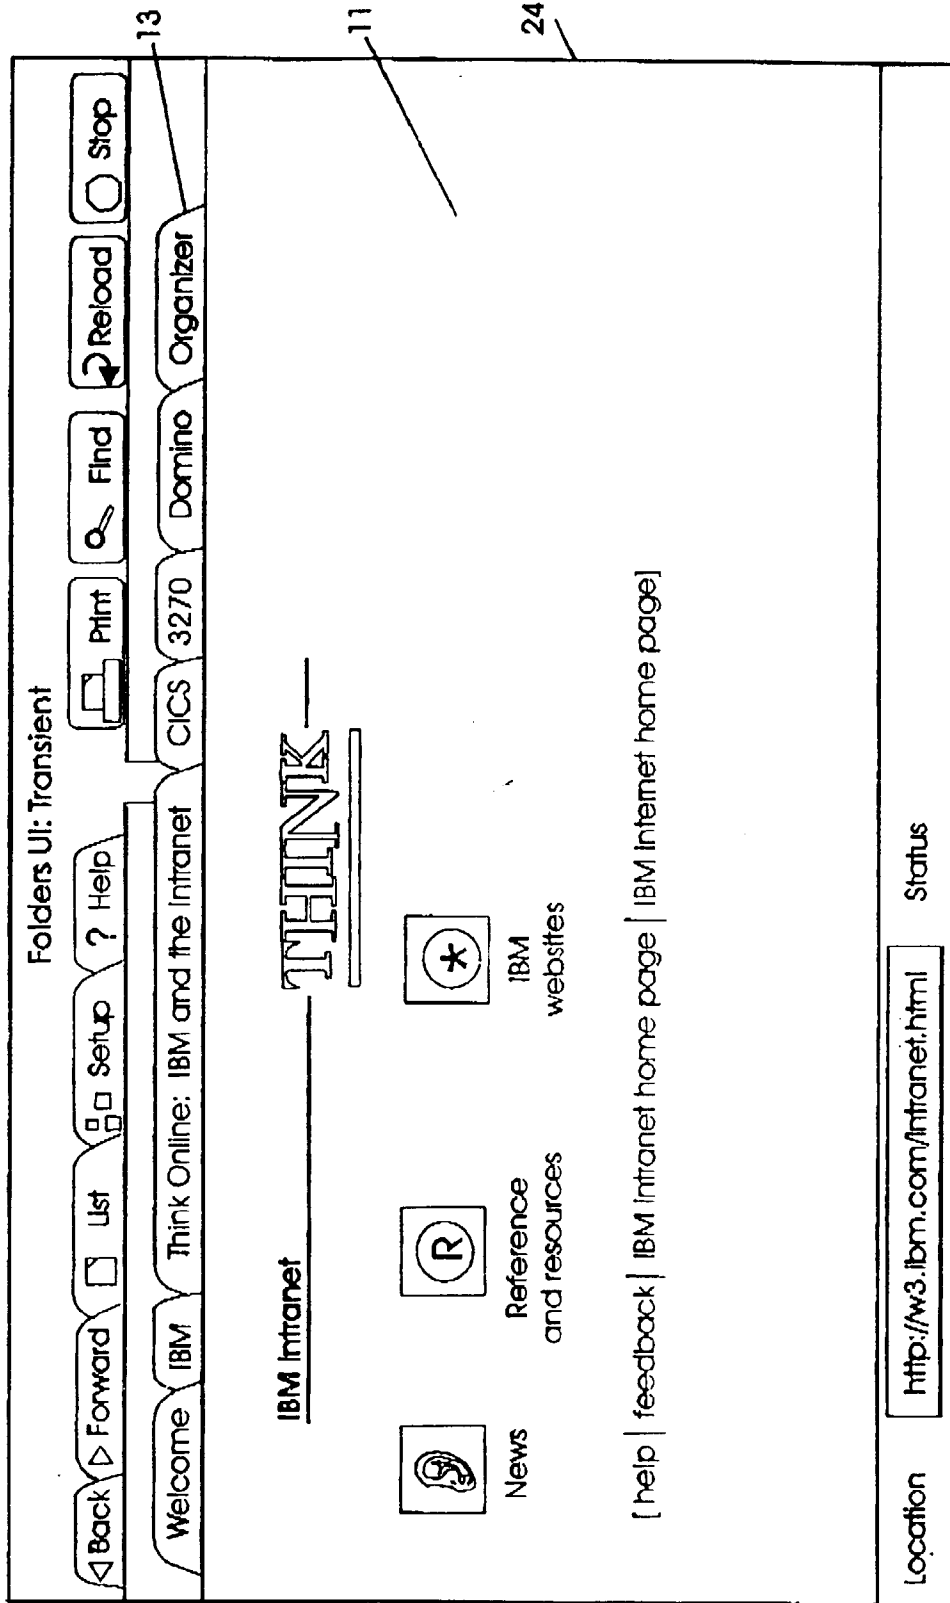 Folders UI: Transient
Back Forward List Setup ? Help Print Find Reload Stop
Welcome IBM Think Online: IBM and the Intranet CICS 3270 Domino Organizer
13
IBM Intranet
THINK
11
R *
News Reference and resources IBM websites
[ help | feedback | IBM Intranet home page | IBM Internet home page]
24
Location http://w3.ibm.com/Intranet.html Status